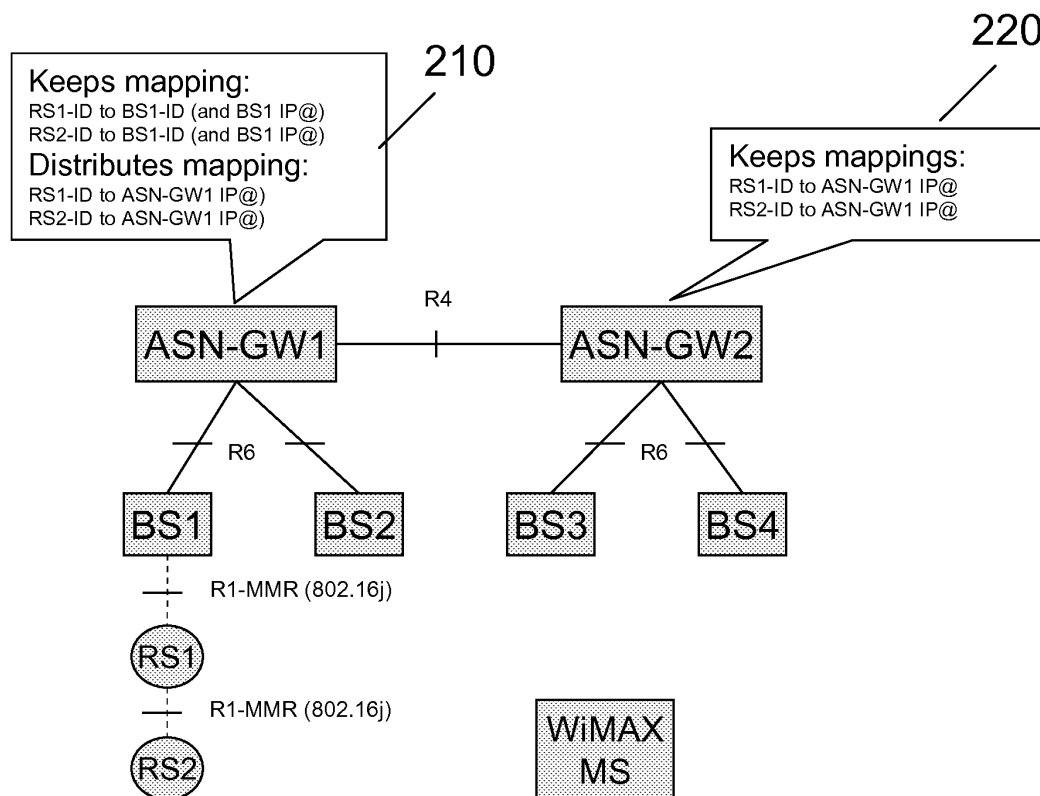 210
220
Keeps mapping:
RS1-ID to BS1-ID (and BS1 IP@)
RS2-ID to BS1-ID (and BS1 IP@)
Distributes mapping:
RS1-ID to ASN-GW1 IP@)
RS2-ID to ASN-GW1 IP@)
Keeps mappings:
RS1-ID to ASN-GW1 IP@
RS2-ID to ASN-GW1 IP@
R4
ASN-GW1
ASN-GW2
R6
R6
BS1
BS2
BS3
BS4
R1-MMR (802.16j)
RS1
R1-MMR (802.16j)
RS2
WiMAX
MS